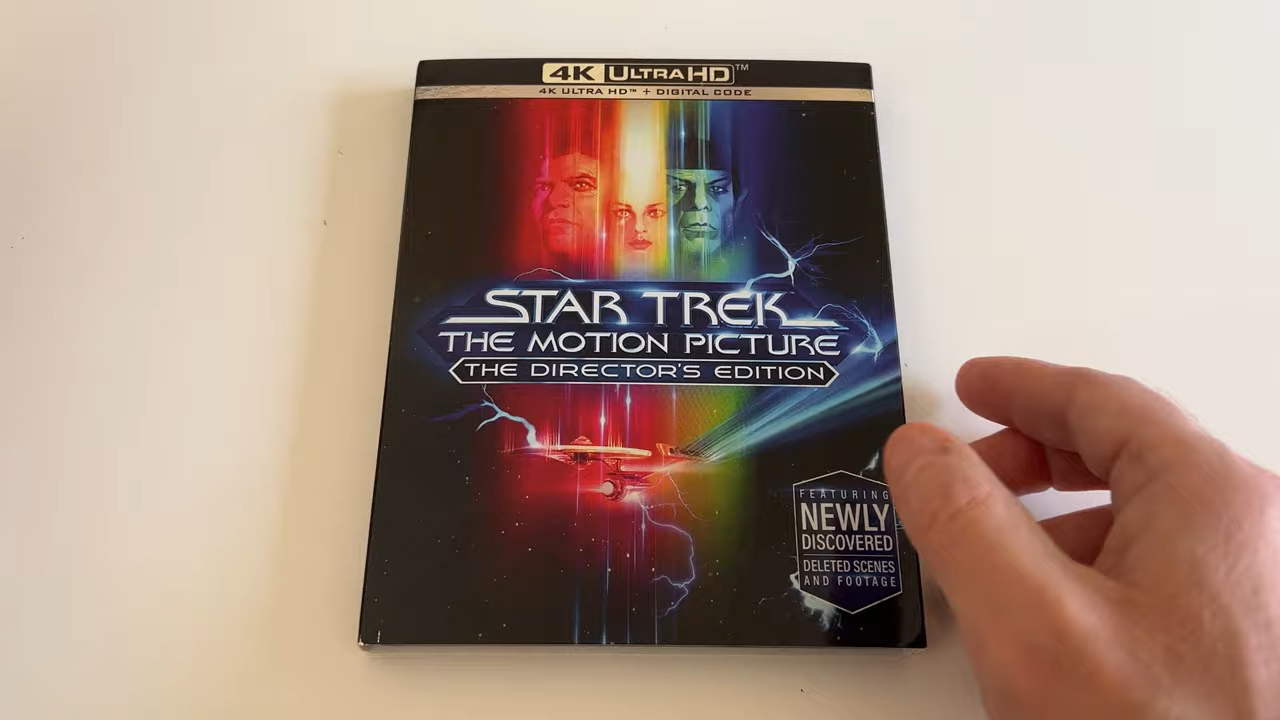 4K ULTRA HD™
4K ULTRA HD™ + DIGITAL CODE
STAR TREK
THE MOTION PICTURE
THE DIRECTOR'S EDITION
FEATURING
NEWLY
DISCOVERED
DELETED SCENES
AND FOOTAGE